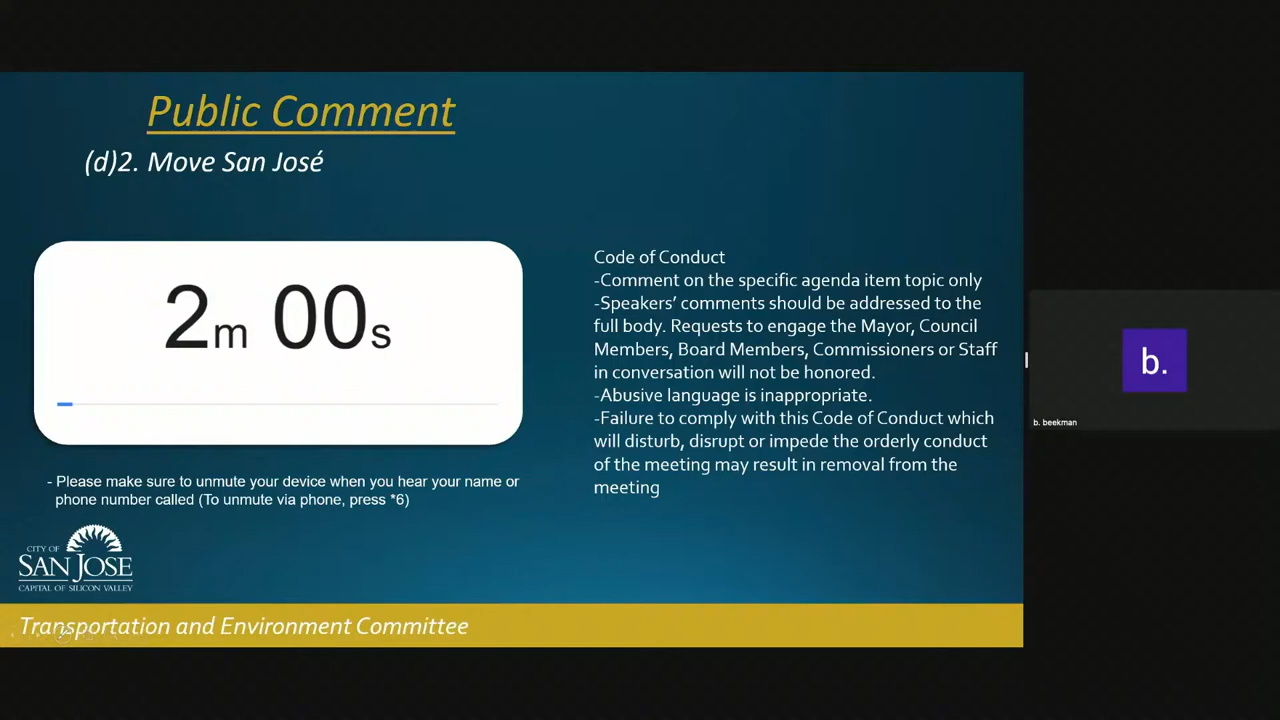 Public Comment
(d)2. Move San José
2m 00s
- Please make sure to unmute your device when you hear your name or
phone number called (To unmute via phone, press *6)
Code of Conduct
-Comment on the specific agenda item topic only
-Speakers' comments should be addressed to the
full body. Requests to engage the Mayor, Council
Members, Board Members, Commissioners or Staff
in conversation will not be honored.
-Abusive language is inappropriate.
-Failure to comply with this Code of Conduct which
will disturb, disrupt or impede the orderly conduct
of the meeting may result in removal from the
meeting
b.
b. beekman
CITY OF
SAN JOSE
CAPITAL OF SILICON VALLEY
Transportation and Environment Committee